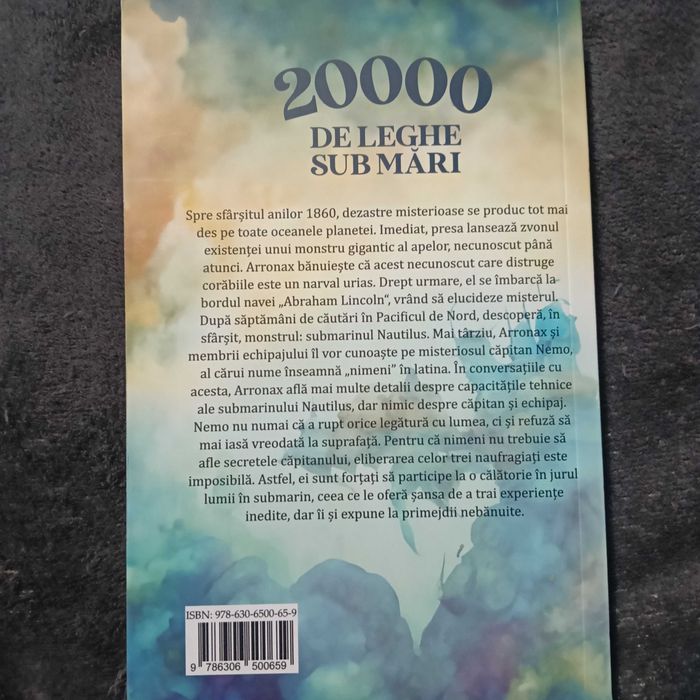 20000
DE LEGHE
SUB MĂRI
Spre sfârșitul anilor 1860, dezastre misterioase se produc tot mai
des pe toate oceanele planetei. Imediat, presa lansează zvonul
existenței unui monstru gigantic al apelor, necunoscut până
atunci. Arronax bănuiește că acest necunoscut care distruge
corăbiile este un narval urias. Drept urmare, el se îmbarcă la
bordul navei „Abraham Lincoln“, vrând să elucideze misterul.
După săptămâni de căutări în Pacificul de Nord, descoperă, în
sfârșit, monstrul: submarinul Nautilus. Mai târziu, Arronax și
membrii echipajului îl vor cunoaște pe misteriosul căpitan Nemo,
al cărui nume înseamnă „nimeni” în latina. În conversațiile cu
acesta, Arronax află mai multe detalii despre capacitățile tehnice
ale submarinului Nautilus, dar nimic despre căpitan și echipaj.
Nemo nu numai că a rupt orice legătură cu lumea, ci și refuză să
mai iasă vreodată la suprafață. Pentru că nimeni nu trebuie să
afle secretele căpitanului, eliberarea celor trei naufragiați este
imposibilă. Astfel, ei sunt forțați să participe la o călătorie în jurul
lumii în submarin, ceea ce le oferă șansa de a trai experiențe
inedite, dar îi și expune la primejdii nebănuite.
ISBN: 978-630-6500-65-9
9 786306 500659